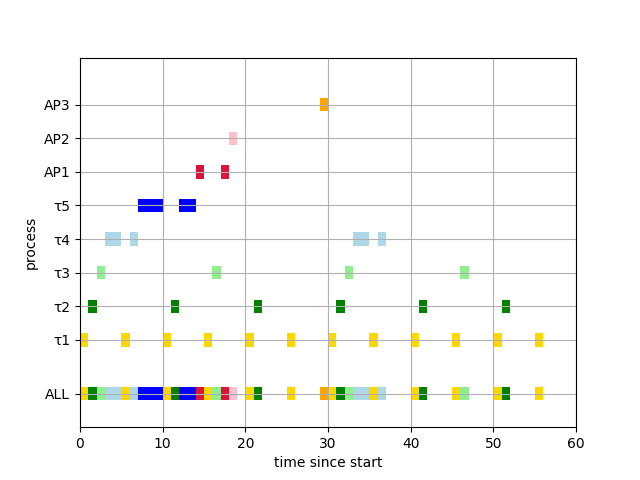 AP3
AP2
AP1
τ5
τ4
τ3
τ2
τ1
ALL
process
0 10 20 30 40 50 60
time since start